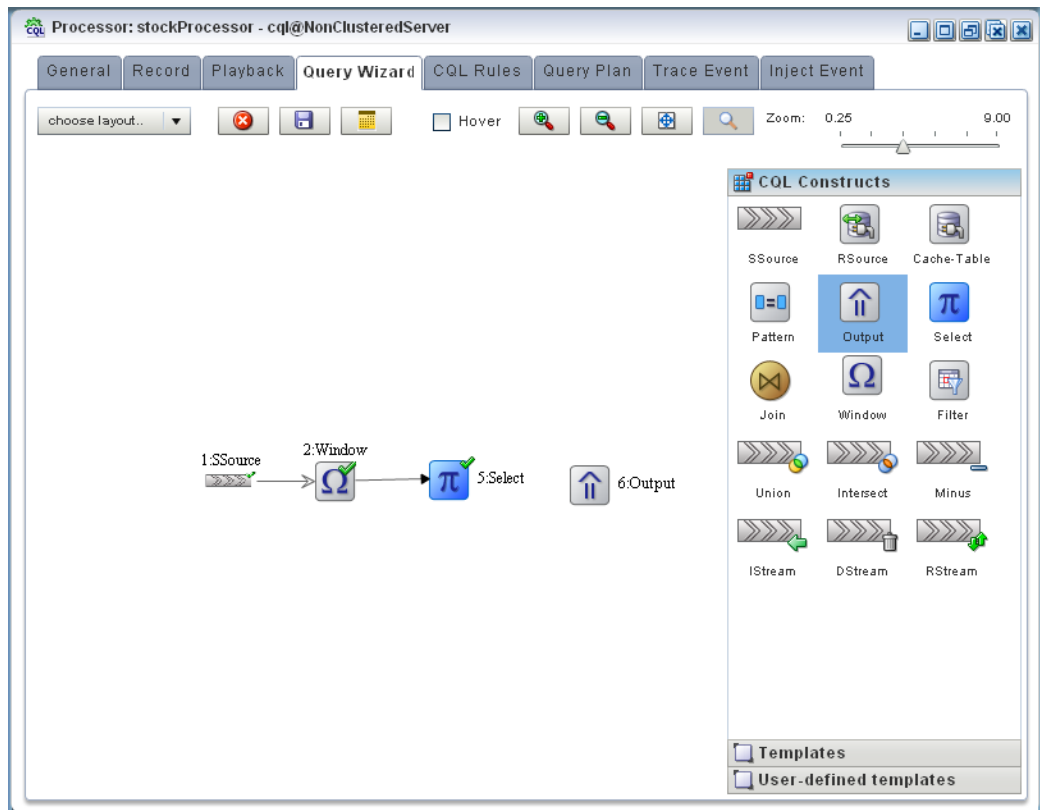 Processor: stockProcessor - cql@NonClusteredServer
General Record Playback Query Wizard CQL Rules Query Plan Trace Event Inject Event
choose layout.. Hover Zoom: 0.25 9.00
CQL Constructs
SSource RSource Cache-Table
Pattern Output Select
Join Window Filter
Union Intersect Minus
IStream DStream RStream
1:SSource
2:Window
5:Select
6:Output
Templates
User-defined templates